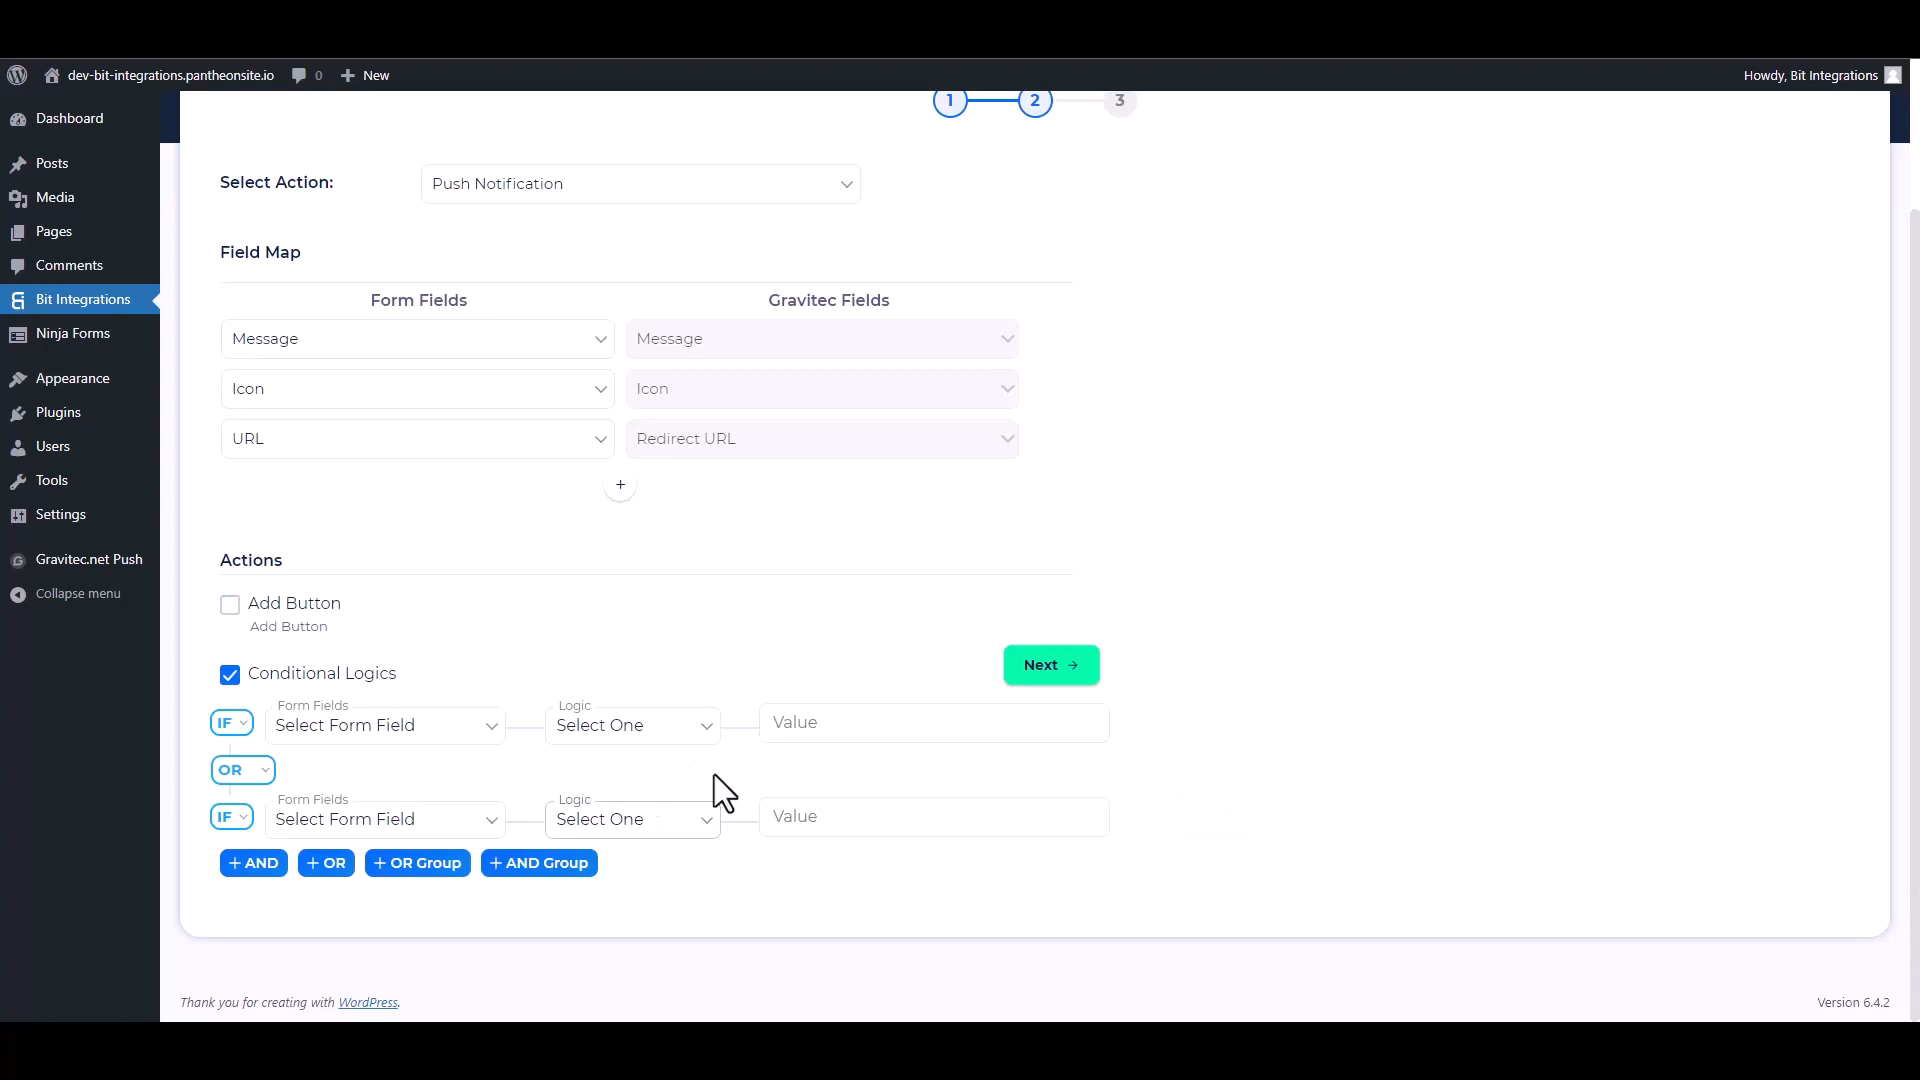 dev-bit-integrations.pantheonsite.io 0 New Howdy, Bit Integrations
Dashboard
Posts
Media
Pages
Comments
Bit Integrations
Ninja Forms
Appearance
Plugins
Users
Tools
Settings
Gravitec.net Push
Collapse menu
1 2 3
Select Action: Push Notification
Field Map
Form Fields Gravitec Fields
Message Message
Icon Icon
URL Redirect URL
+
Actions
Add Button
Add Button
Conditional Logics
Next →
Form Fields Logic
IF Select Form Field Select One Value
OR
Form Fields Logic
IF Select Form Field Select One Value
+ AND + OR + OR Group + AND Group
Thank you for creating with WordPress. Version 6.4.2